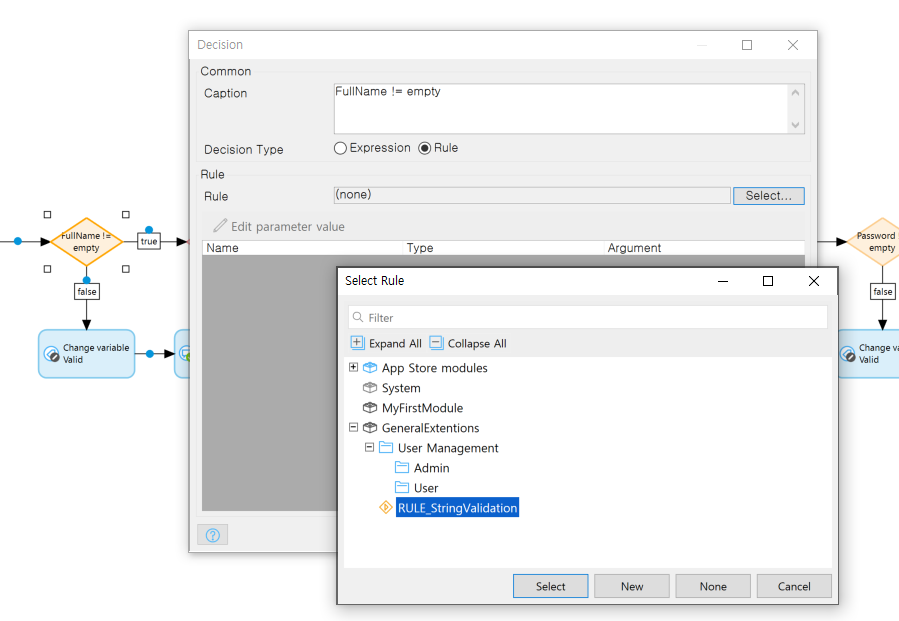 Decision
Common
Caption
FullName != empty
Decision Type
Expression
Rule
Rule
Rule
(none)
Select...
Edit parameter value
Name
Type
Argument
FullName !=
empty
true
false
Change variable
Valid
Password
empty
false
Change va
Valid
Select Rule
Filter
Expand All
Collapse All
App Store modules
System
MyFirstModule
GeneralExtentions
User Management
Admin
User
RULE_StringValidation
Select
New
None
Cancel